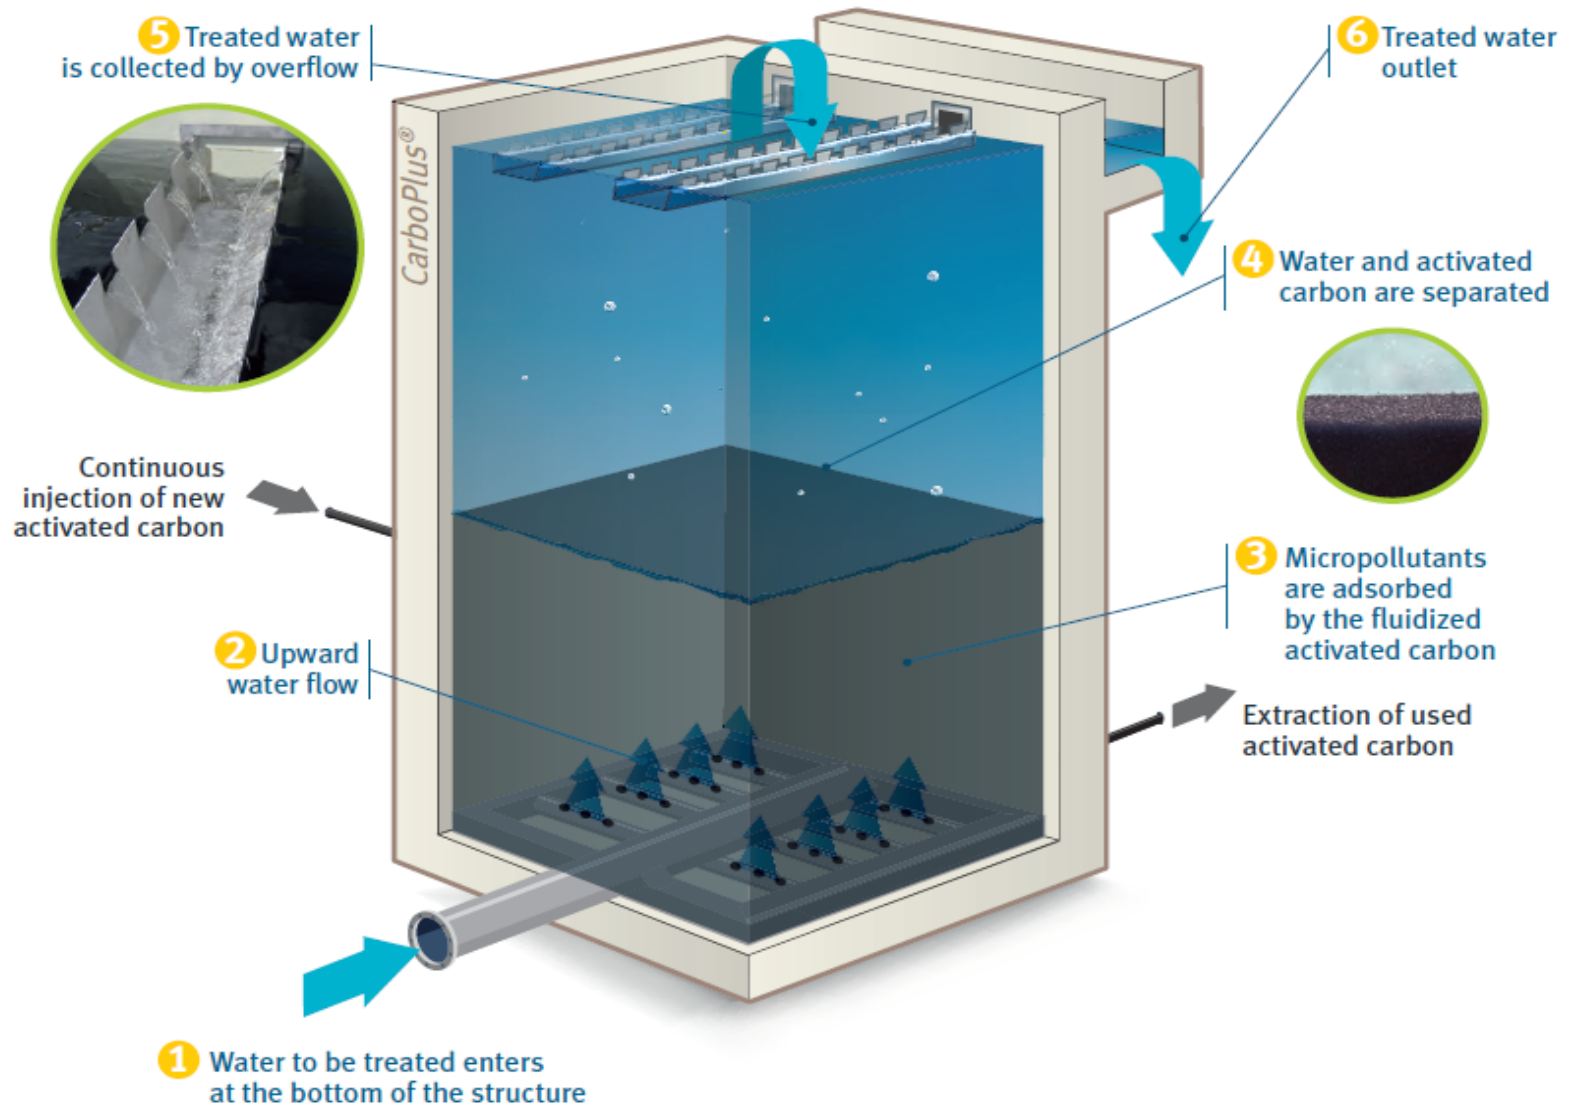 5 Treated water
is collected by overflow
6 Treated water
outlet
CarboPlus®
4 Water and activated
carbon are separated
Continuous
injection of new
activated carbon
3 Micropollutants
are adsorbed
by the fluidized
activated carbon
2 Upward
water flow
Extraction of used
activated carbon
1 Water to be treated enters
at the bottom of the structure